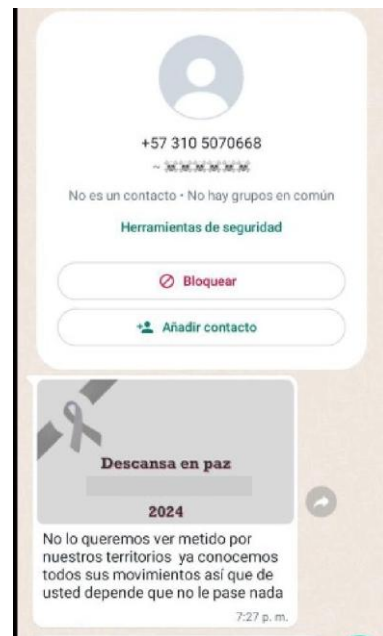 +57 310 5070668
~ ☠️☠️☠️☠️☠️☠️
No es un contacto • No hay grupos en común
Herramientas de seguridad
Bloquear
Añadir contacto
Descansa en paz
2024
No lo queremos ver metido por
nuestros territorios ya conocemos
todos sus movimientos así que de
usted depende que no le pase nada
7:27 p. m.